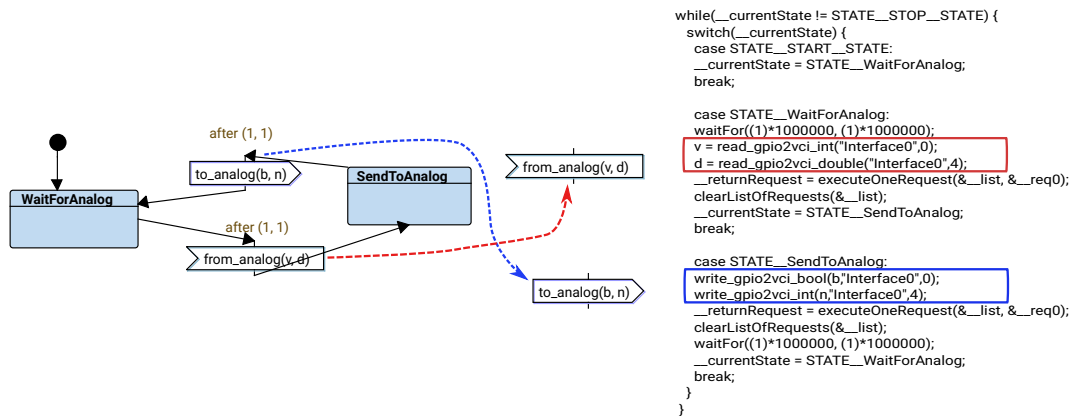 after (1, 1)
to_analog(b, n)
WaitForAnalog
SendToAnalog
after (1, 1)
from_analog(v, d)
from_analog(v, d)
to_analog(b, n)
while(__currentState != STATE__STOP__STATE) {
switch(__currentState) {
case STATE__START__STATE:
__currentState = STATE__WaitForAnalog;
break;
case STATE__WaitForAnalog:
waitFor((1)*1000000, (1)*1000000);
v = read_gpio2vci_int("Interface0",0);
d = read_gpio2vci_double("Interface0",4);
__returnRequest = executeOneRequest(&__list, &__req0);
clearListOfRequests(&__list);
__currentState = STATE__SendToAnalog;
break;
case STATE__SendToAnalog:
write_gpio2vci_bool(b,"Interface0",0);
write_gpio2vci_int(n,"Interface0",4);
__returnRequest = executeOneRequest(&__list, &__req0);
clearListOfRequests(&__list);
waitFor((1)*1000000, (1)*1000000);
__currentState = STATE__WaitForAnalog;
break;
}
}